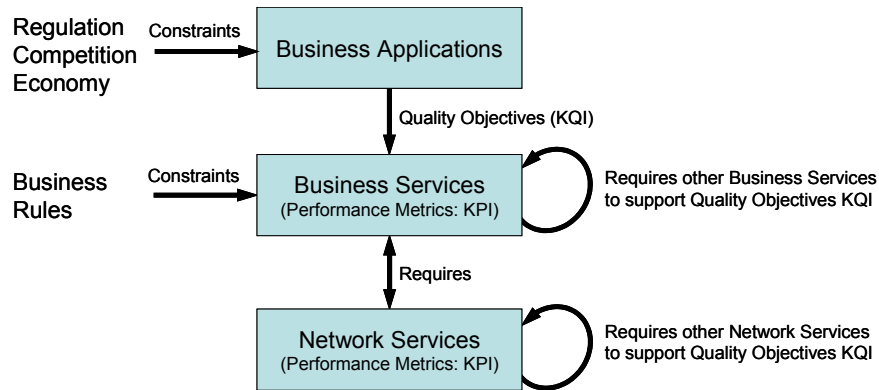 Regulation
Competition
Economy
Constraints
Business Applications
Quality Objectives (KQI)
Business
Rules
Constraints
Business Services
(Performance Metrics: KPI)
Requires other Business Services
to support Quality Objectives KQI
Requires
Network Services
(Performance Metrics: KPI)
Requires other Network Services
to support Quality Objectives KQI